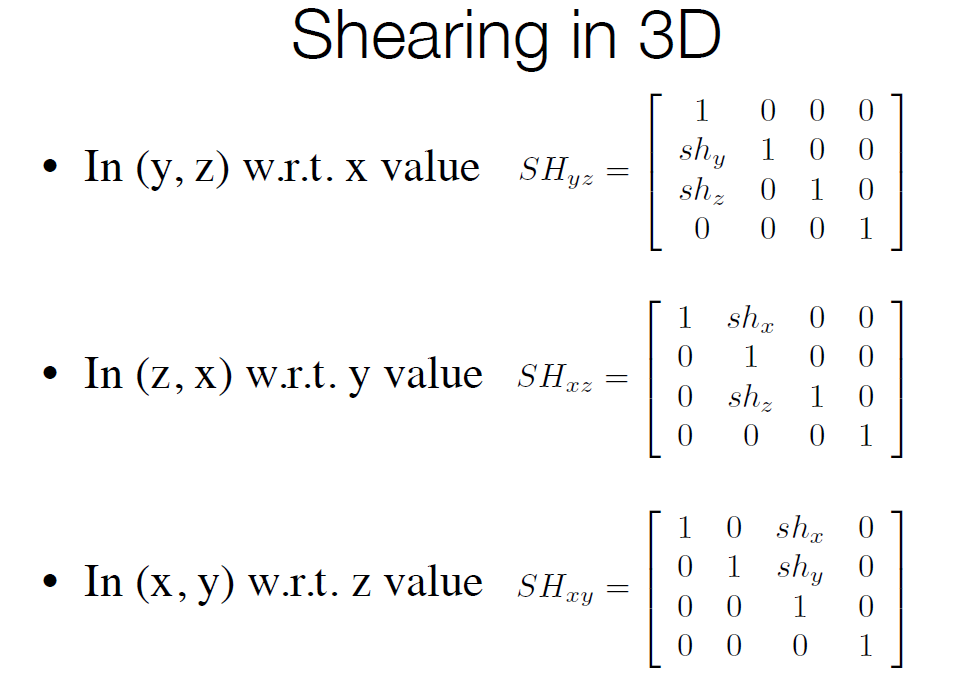 Shearing in 3D
• In (y, z) w.r.t. x value SH_yz =
1 0 0 0
sh_y 1 0 0
sh_z 0 1 0
0 0 0 1
• In (z, x) w.r.t. y value SH_xz =
1 sh_x 0 0
0 1 0 0
0 sh_z 1 0
0 0 0 1
• In (x, y) w.r.t. z value SH_xy =
1 0 sh_x 0
0 1 sh_y 0
0 0 1 0
0 0 0 1